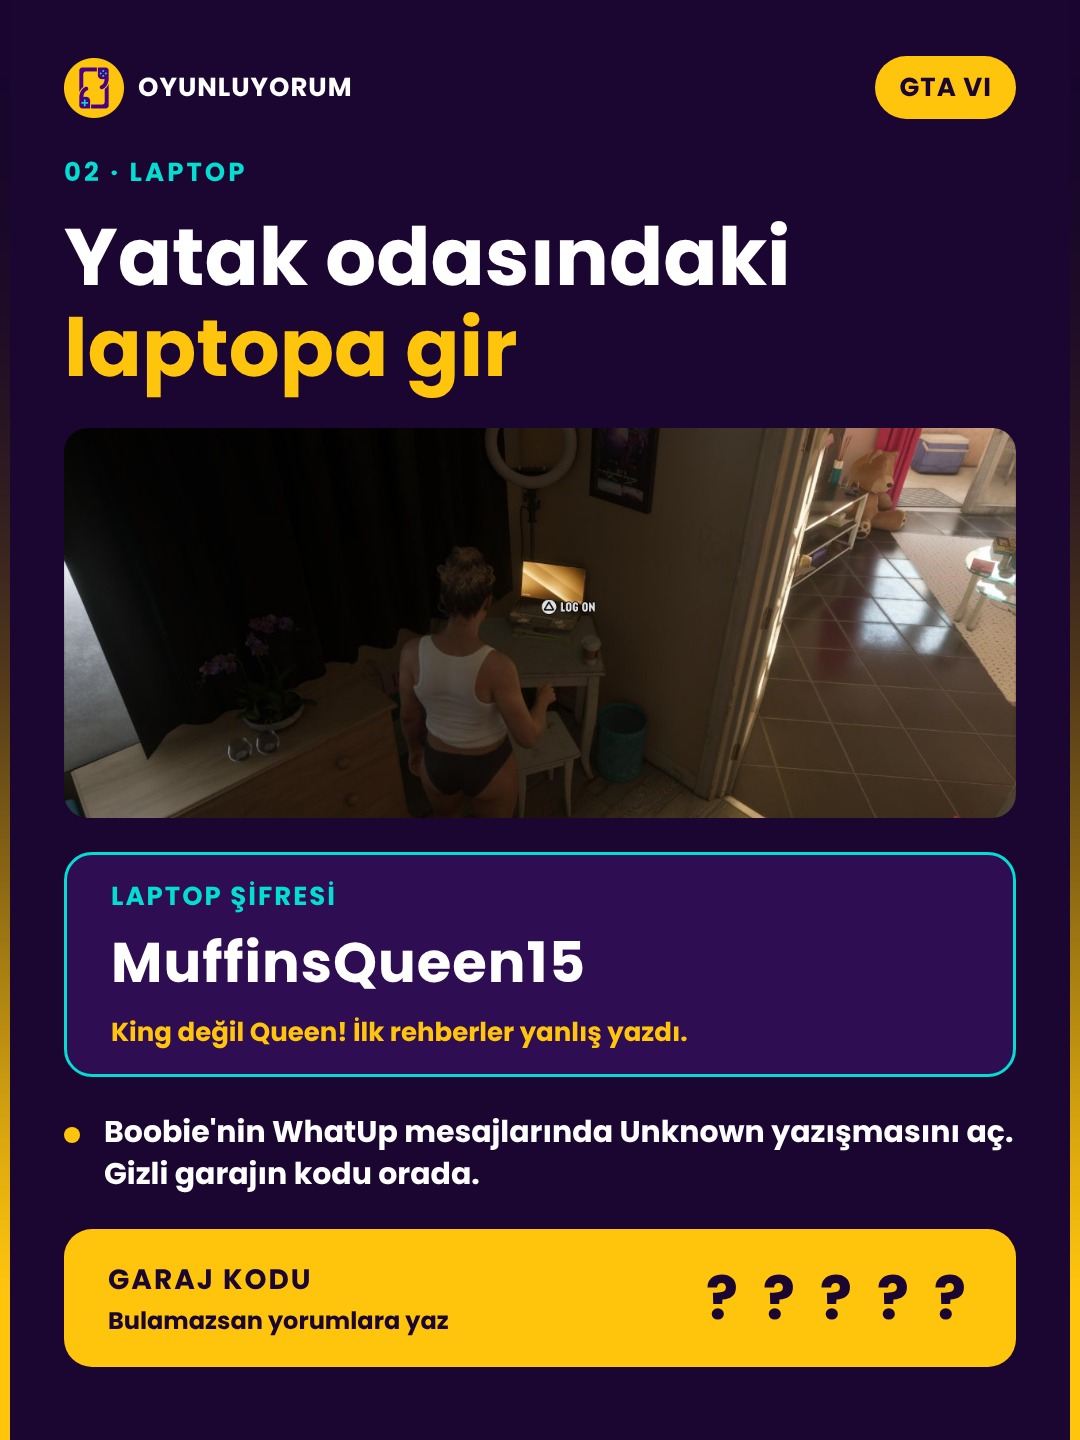 OYUNLUYORUM
GTA VI
02 · LAPTOP
Yatak odasındaki
laptopa gir
LOG ON
LAPTOP ŞİFRESİ
MuffinsQueen15
King değil Queen! İlk rehberler yanlış yazdı.
Boobie'nin WhatUp mesajlarında Unknown yazışmasını aç.
Gizli garajın kodu orada.
GARAJ KODU
? ? ? ? ?
Bulamazsan yorumlara yaz